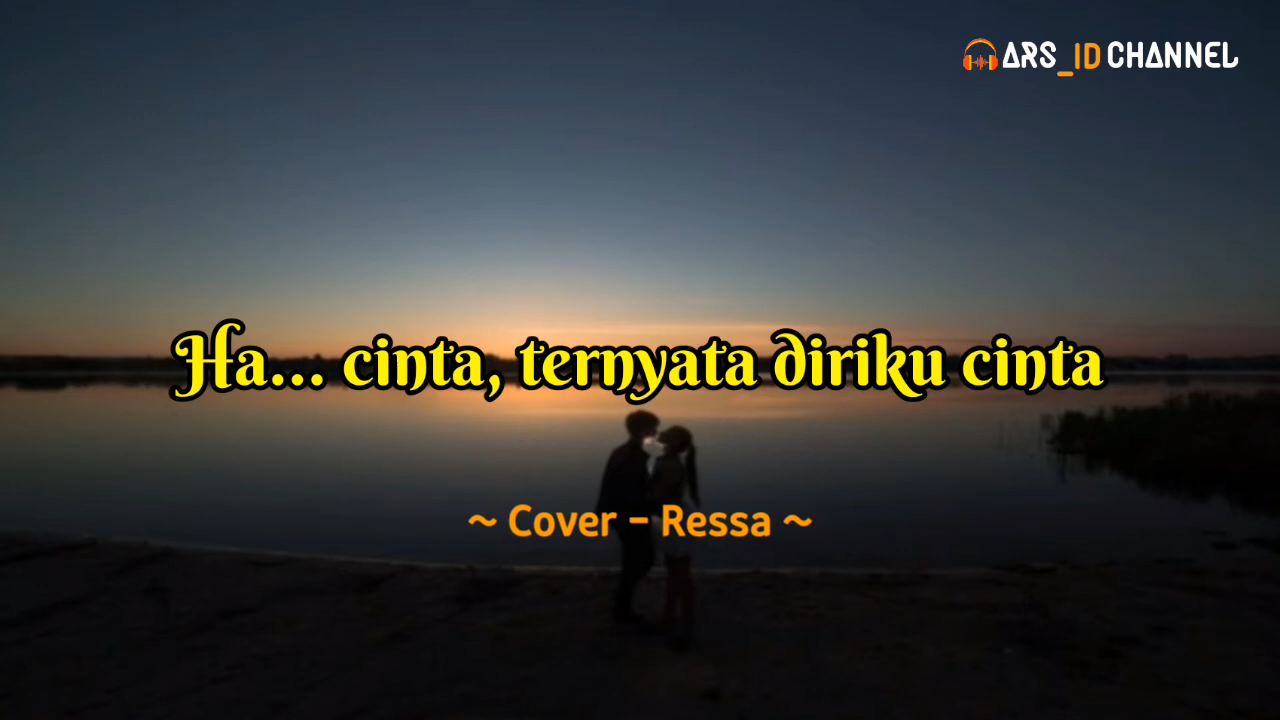 ARS_ID CHANNEL
Ha... cinta, ternyata diriku cinta
~ Cover - Ressa ~